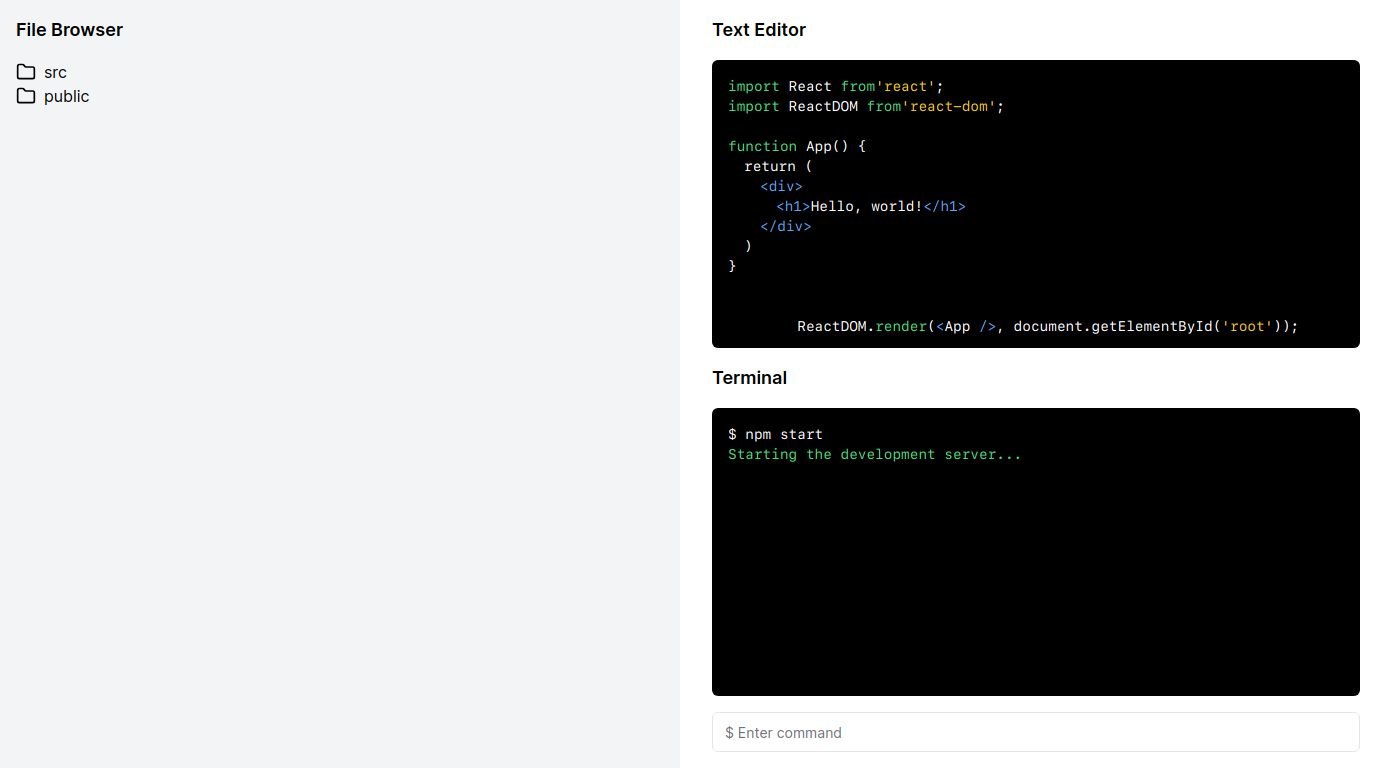 File Browser
src
public
Text Editor
import React from'react';
import ReactDOM from'react-dom';
function App() {
return (
<div>
<h1>Hello, world!</h1>
</div>
)
}
ReactDOM.render(<App />, document.getElementById('root'));
Terminal
$ npm start
Starting the development server...
$ Enter command